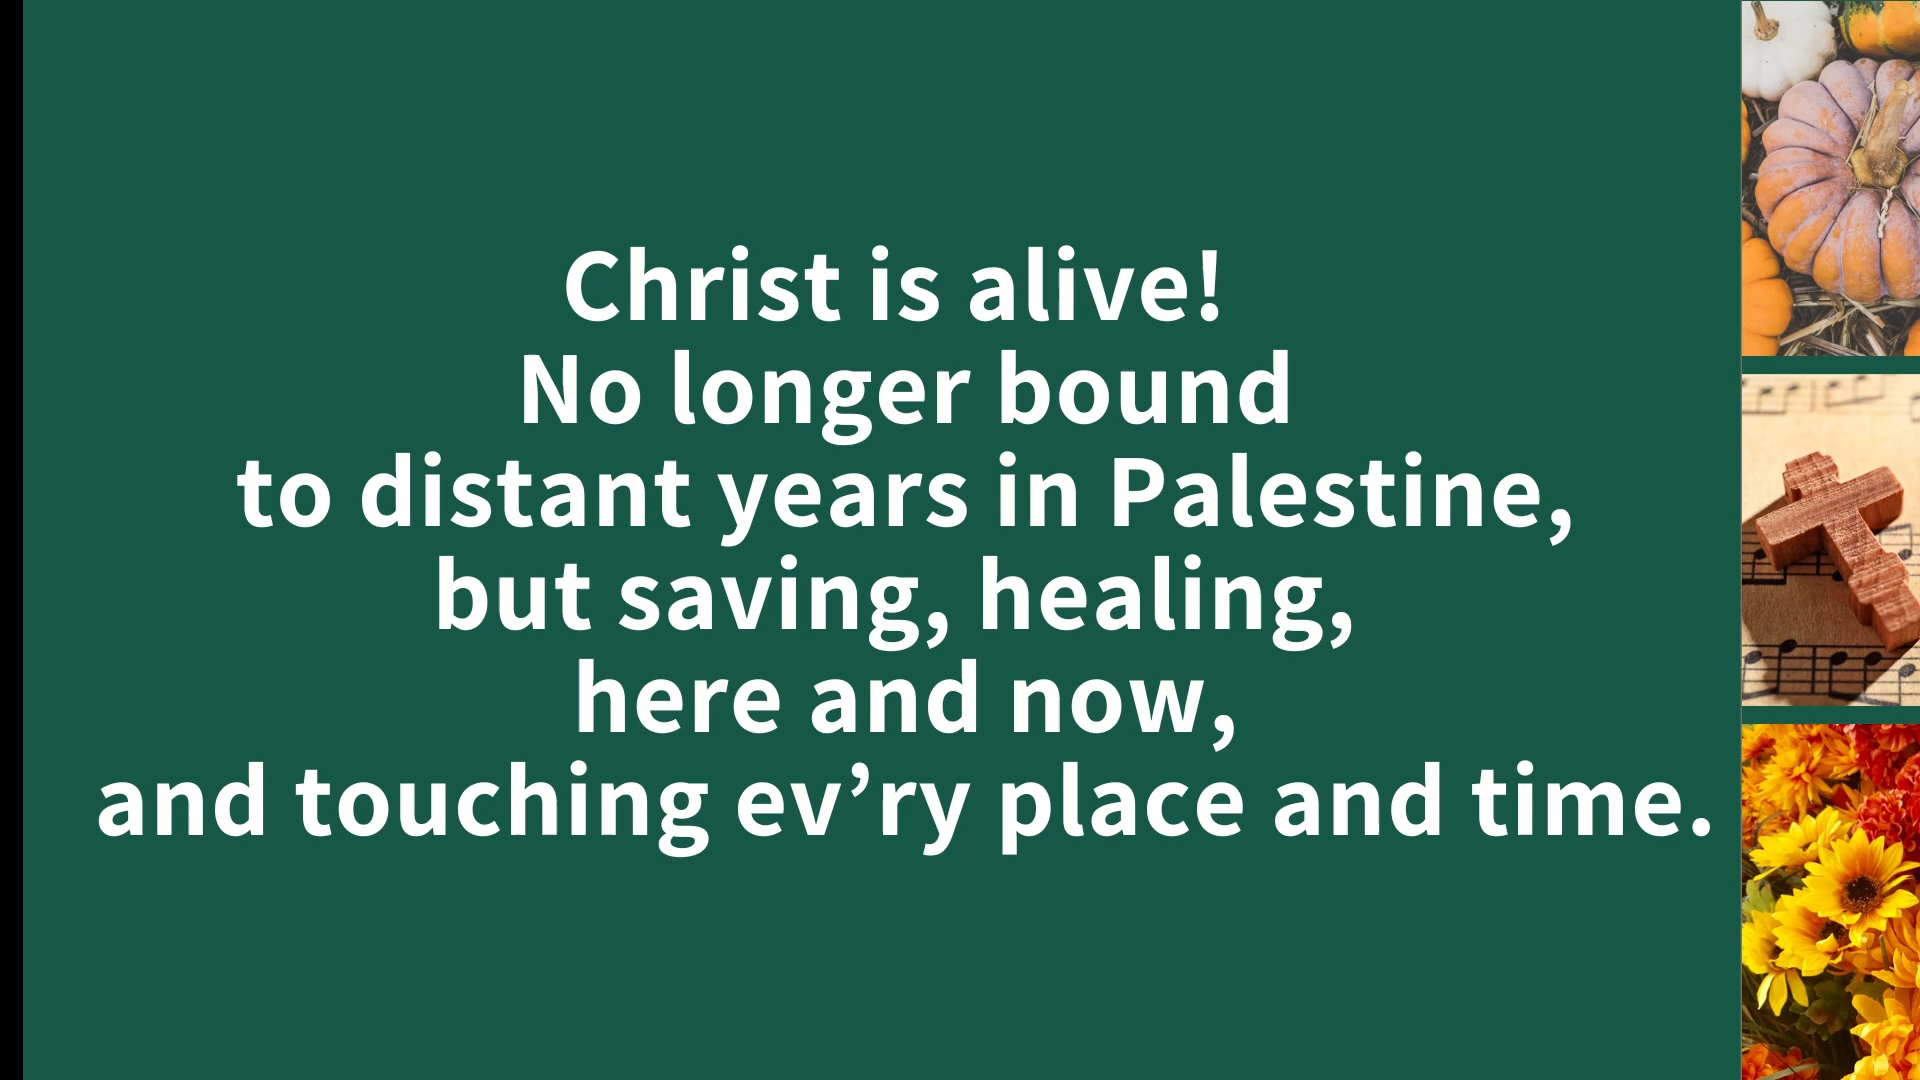 Christ is alive!
No longer bound
to distant years in Palestine,
but saving, healing,
here and now,
and touching ev’ry place and time.